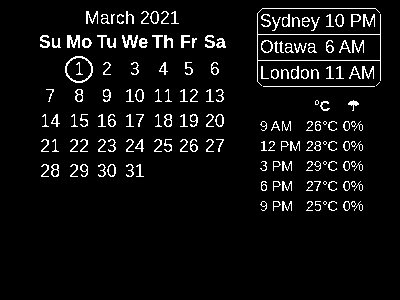 March 2021
Su Mo Tu We Th Fr Sa
1 2 3 4 5 6
7 8 9 10 11 12 13
14 15 16 17 18 19 20
21 22 23 24 25 26 27
28 29 30 31
Sydney 10 PM
Ottawa 6 AM
London 11 AM
°C
9 AM 26°C 0%
12 PM 28°C 0%
3 PM 29°C 0%
6 PM 27°C 0%
9 PM 25°C 0%